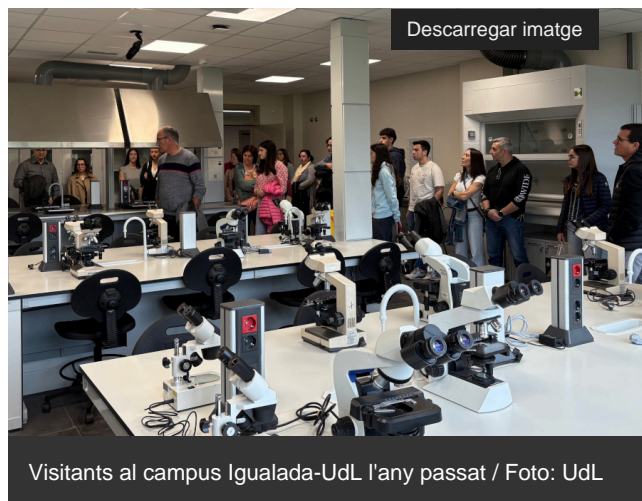 Descarregar imatge
Visitants al campus Igualada-UdL l'any passat / Foto: UdL